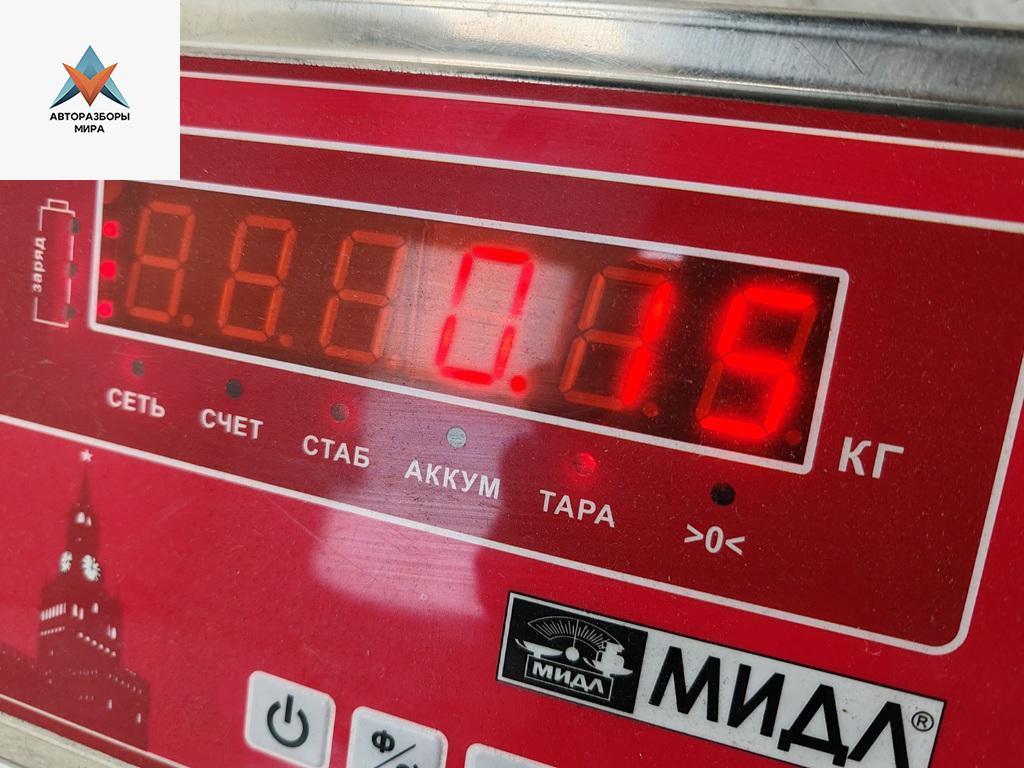 АВТОРАЗБОРЫ
МИРА
заряд
0.15
КГ
СЕТЬ СЧЕТ СТАБ АККУМ ТАРА >0<
МИДЛ
МИДЛ®